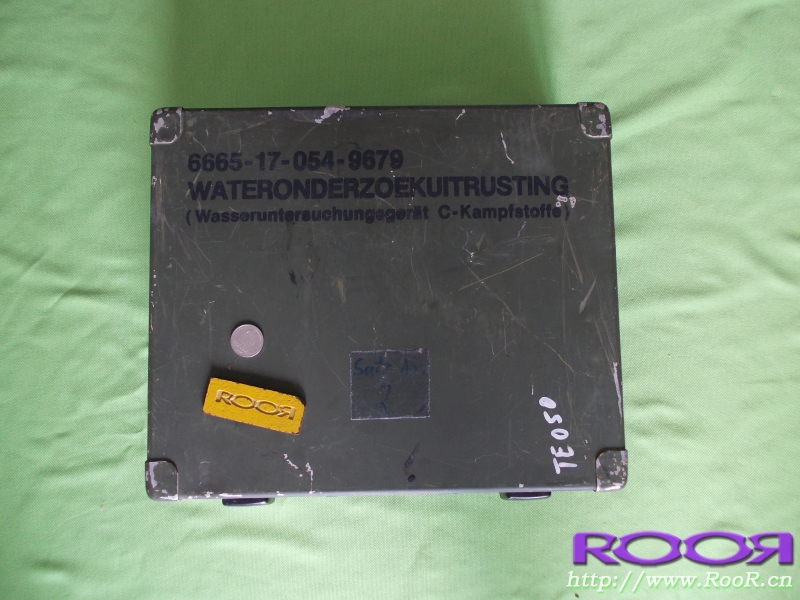 6665-17-054-9679
WATERONDERZOEKUITRUSTING
(Wasseruntersuchungsgerät C-Kampfstoffe)
ROOR
TE050
ROOR
http://www.RooR.cn